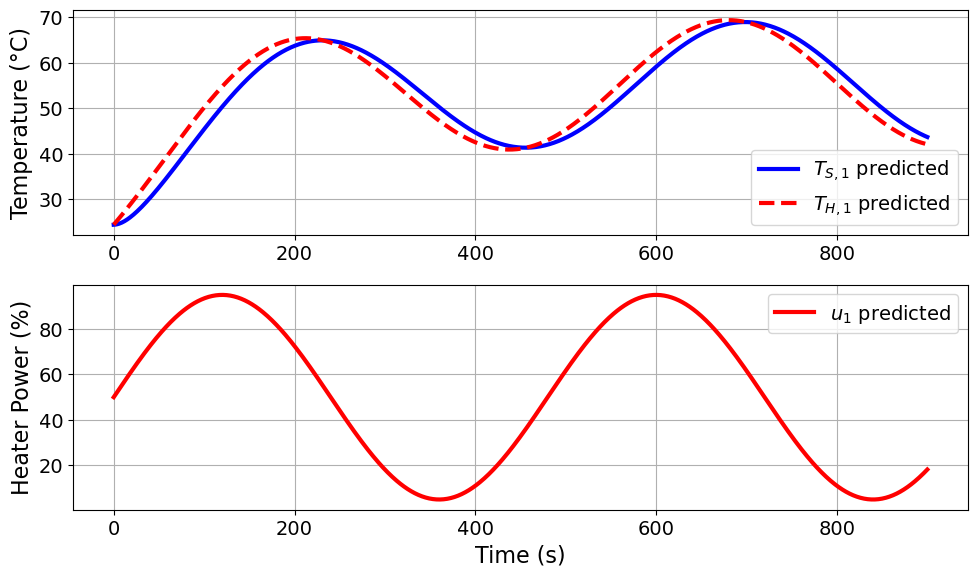 Temperature (°C)
70
60
50
40
30
T_{S,1} predicted
T_{H,1} predicted
0 200 400 600 800
Heater Power (%)
80
60
40
20
u_1 predicted
0 200 400 600 800
Time (s)